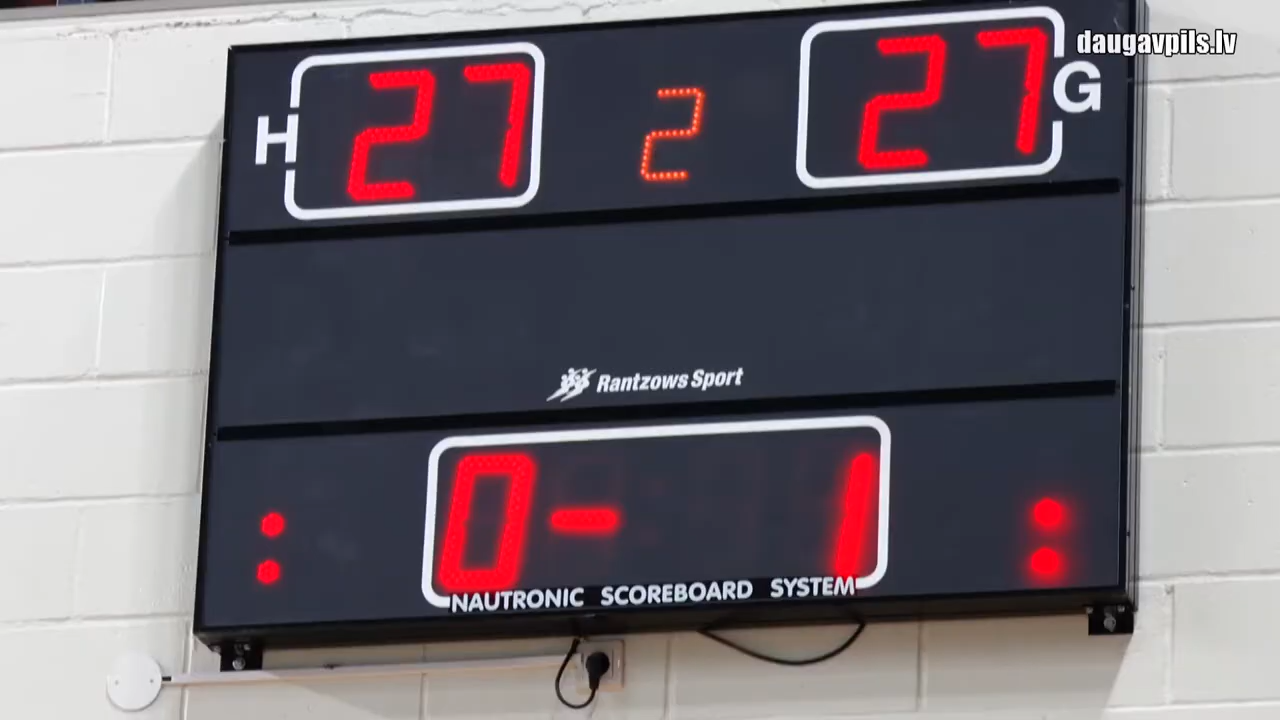 daugavpils.lv
H 27 2 27 G
Rantzows Sport
: 0-1 :
NAUTRONIC SCOREBOARD SYSTEM